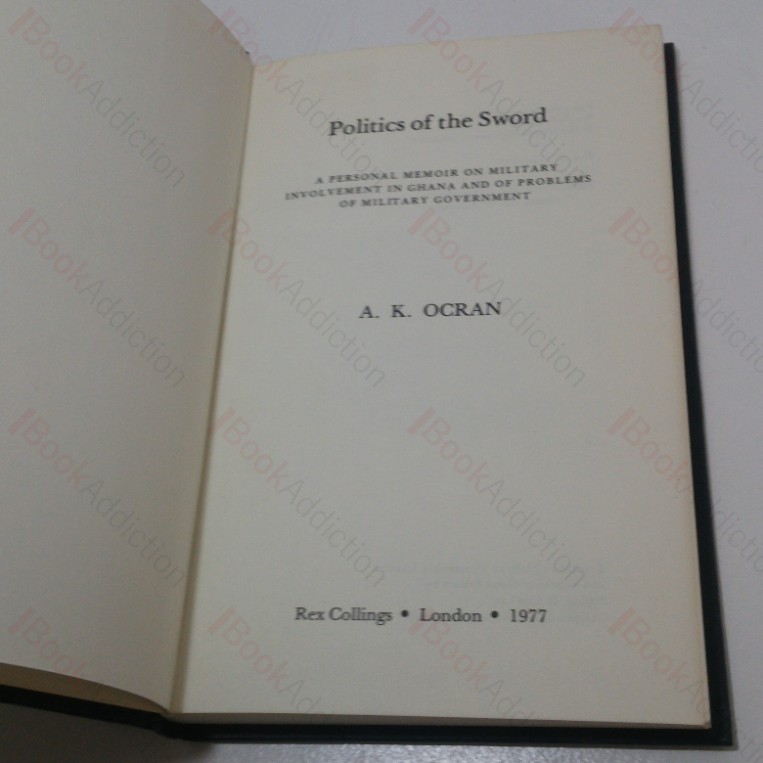 Politics of the Sword
A PERSONAL MEMOIR ON MILITARY
INVOLVEMENT IN GHANA AND OF PROBLEMS
OF MILITARY GOVERNMENT
A. K. OCRAN
Rex Collings • London • 1977
BookAddiction